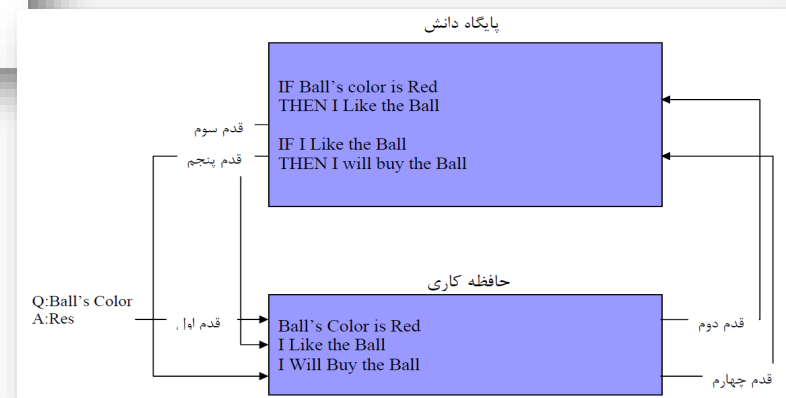 پایگاه دانش
IF Ball's color is Red
THEN I Like the Ball
قدم سوم
IF I Like the Ball
THEN I will buy the Ball
قدم پنجم
حافظه کاری
Q:Ball's Color
A:Res
قدم اول
Ball's Color is Red
I Like the Ball
I Will Buy the Ball
قدم دوم
قدم چهارم